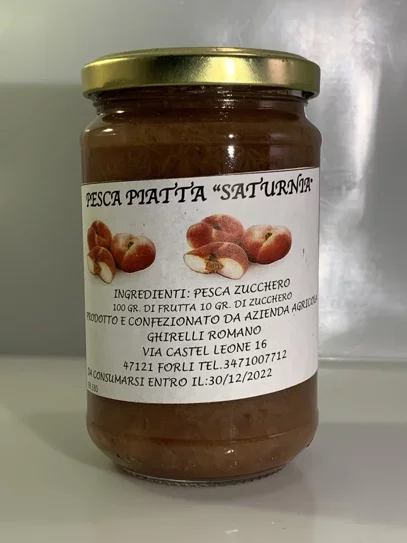 PESCA PIATTA "SATURNIA"
INGREDIENTI: PESCA ZUCCHERO
100 GR. DI FRUTTA 10 GR. DI ZUCCHERO
PRODOTTO E CONFEZIONATO DA AZIENDA AGRICOLA
GHIRELLI ROMANO
VIA CASTEL LEONE 16
47121 FORLI TEL.3471007712
DA CONSUMARSI ENTRO IL:30/12/2022